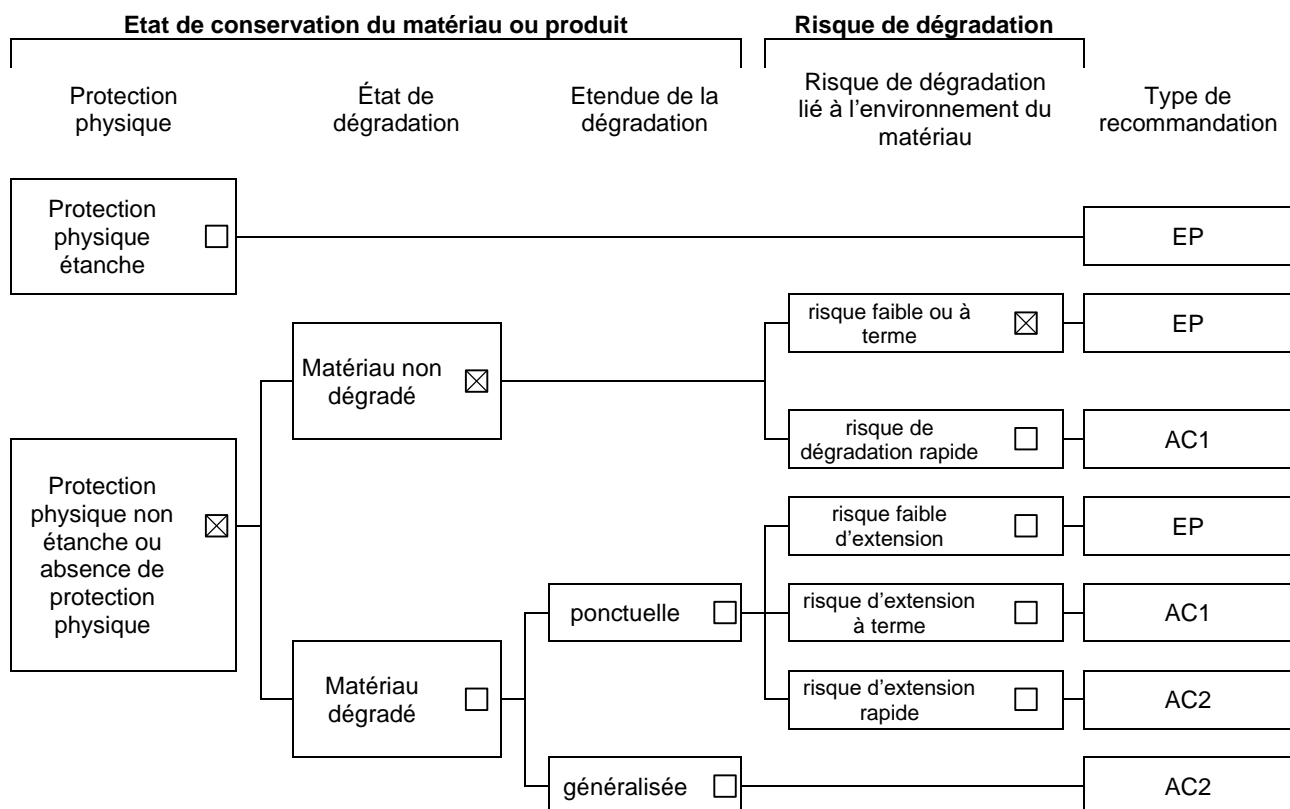 Etat de conservation du matériau ou produit
Risque de dégradation
Protection
physique
État de
dégradation
Etendue de la
dégradation
Risque de dégradation
lié à l'environnement du
matériau
Type de
recommandation
Protection
physique
étanche
EP
risque faible ou à
terme
EP
Matériau non
dégradé
risque de
dégradation rapide
AC1
Protection
physique non
étanche ou
absence de
protection
physique
risque faible
d'extension
EP
ponctuelle
risque d'extension
à terme
AC1
Matériau
dégradé
risque d'extension
rapide
AC2
généralisée
AC2